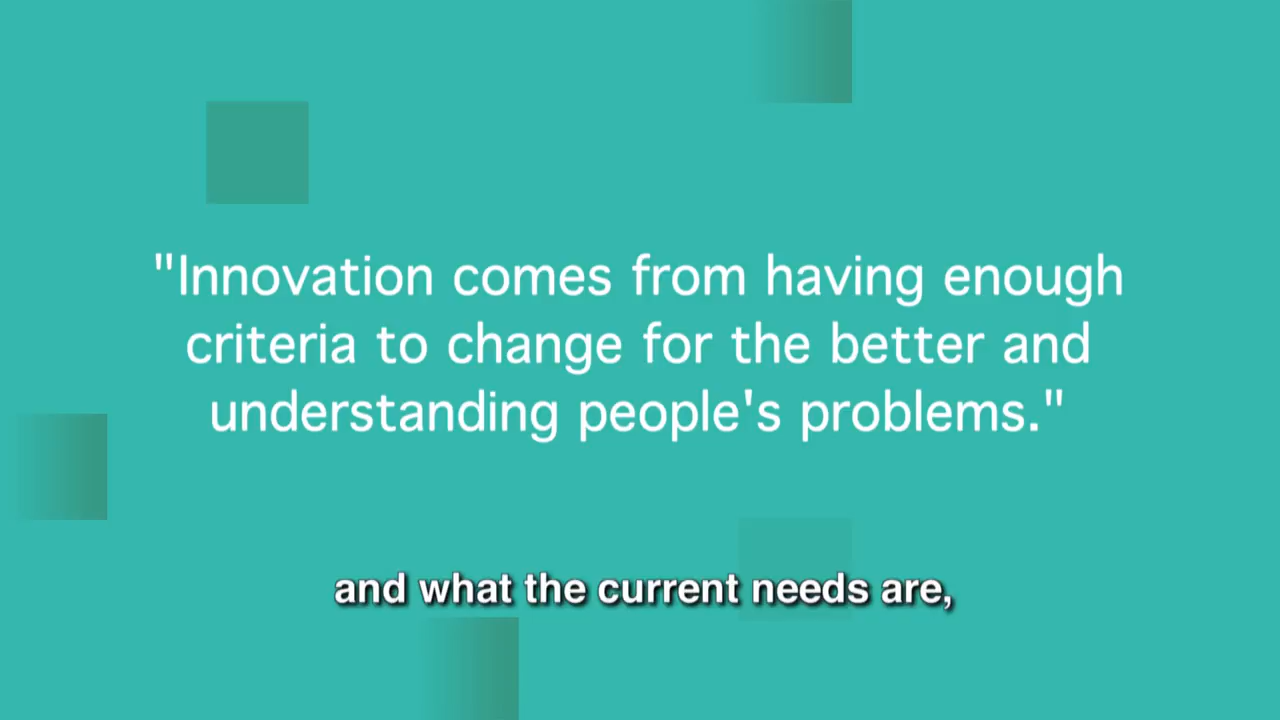 "Innovation comes from having enough
criteria to change for the better and
understanding people's problems."
and what the current needs are,